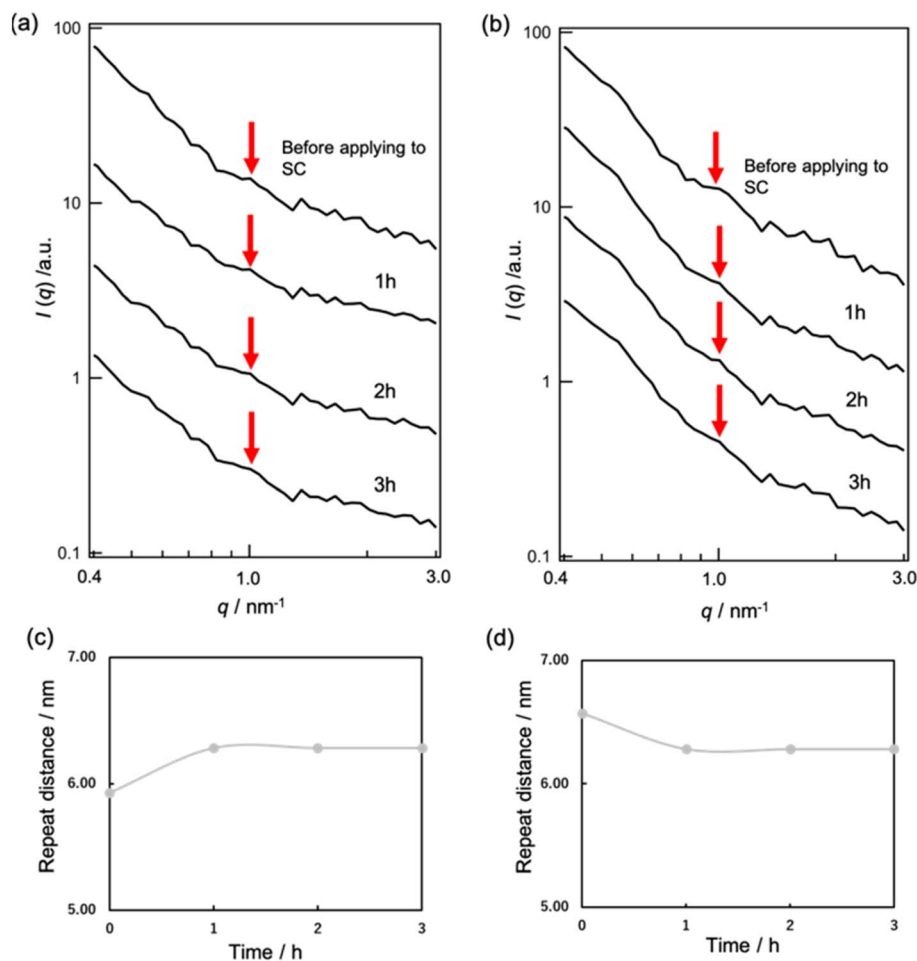 (a)
100
10
1
0.1
I (q) /a.u.
Before applying to
SC
1h
2h
3h
0.4
1.0
3.0
q / nm-1
(b)
100
10
1
0.1
I (q) /a.u.
Before applying to
SC
1h
2h
3h
0.4
1.0
3.0
q / nm-1
(c)
7.00
6.00
5.00
Repeat distance / nm
0
1
2
3
Time / h
(d)
7.00
6.00
5.00
Repeat distance / nm
0
1
2
3
Time / h